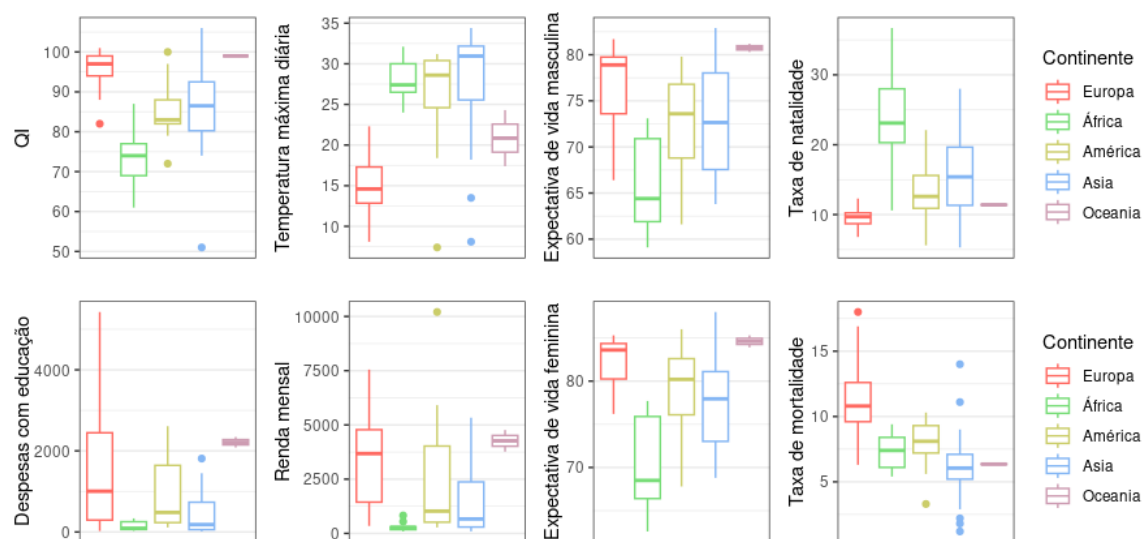 QI
100
90
80
70
60
50
Temperatura máxima diária
35
30
25
20
15
10
Expectativa de vida masculina
80
75
70
65
60
Taxa de natalidade
30
20
10
Continente
Europa
África
América
Asia
Oceania
Despesas com educação
4000
2000
0
Renda mensal
10000
7500
5000
2500
0
Expectativa de vida feminina
80
70
Taxa de mortalidade
15
10
5
Continente
Europa
África
América
Asia
Oceania